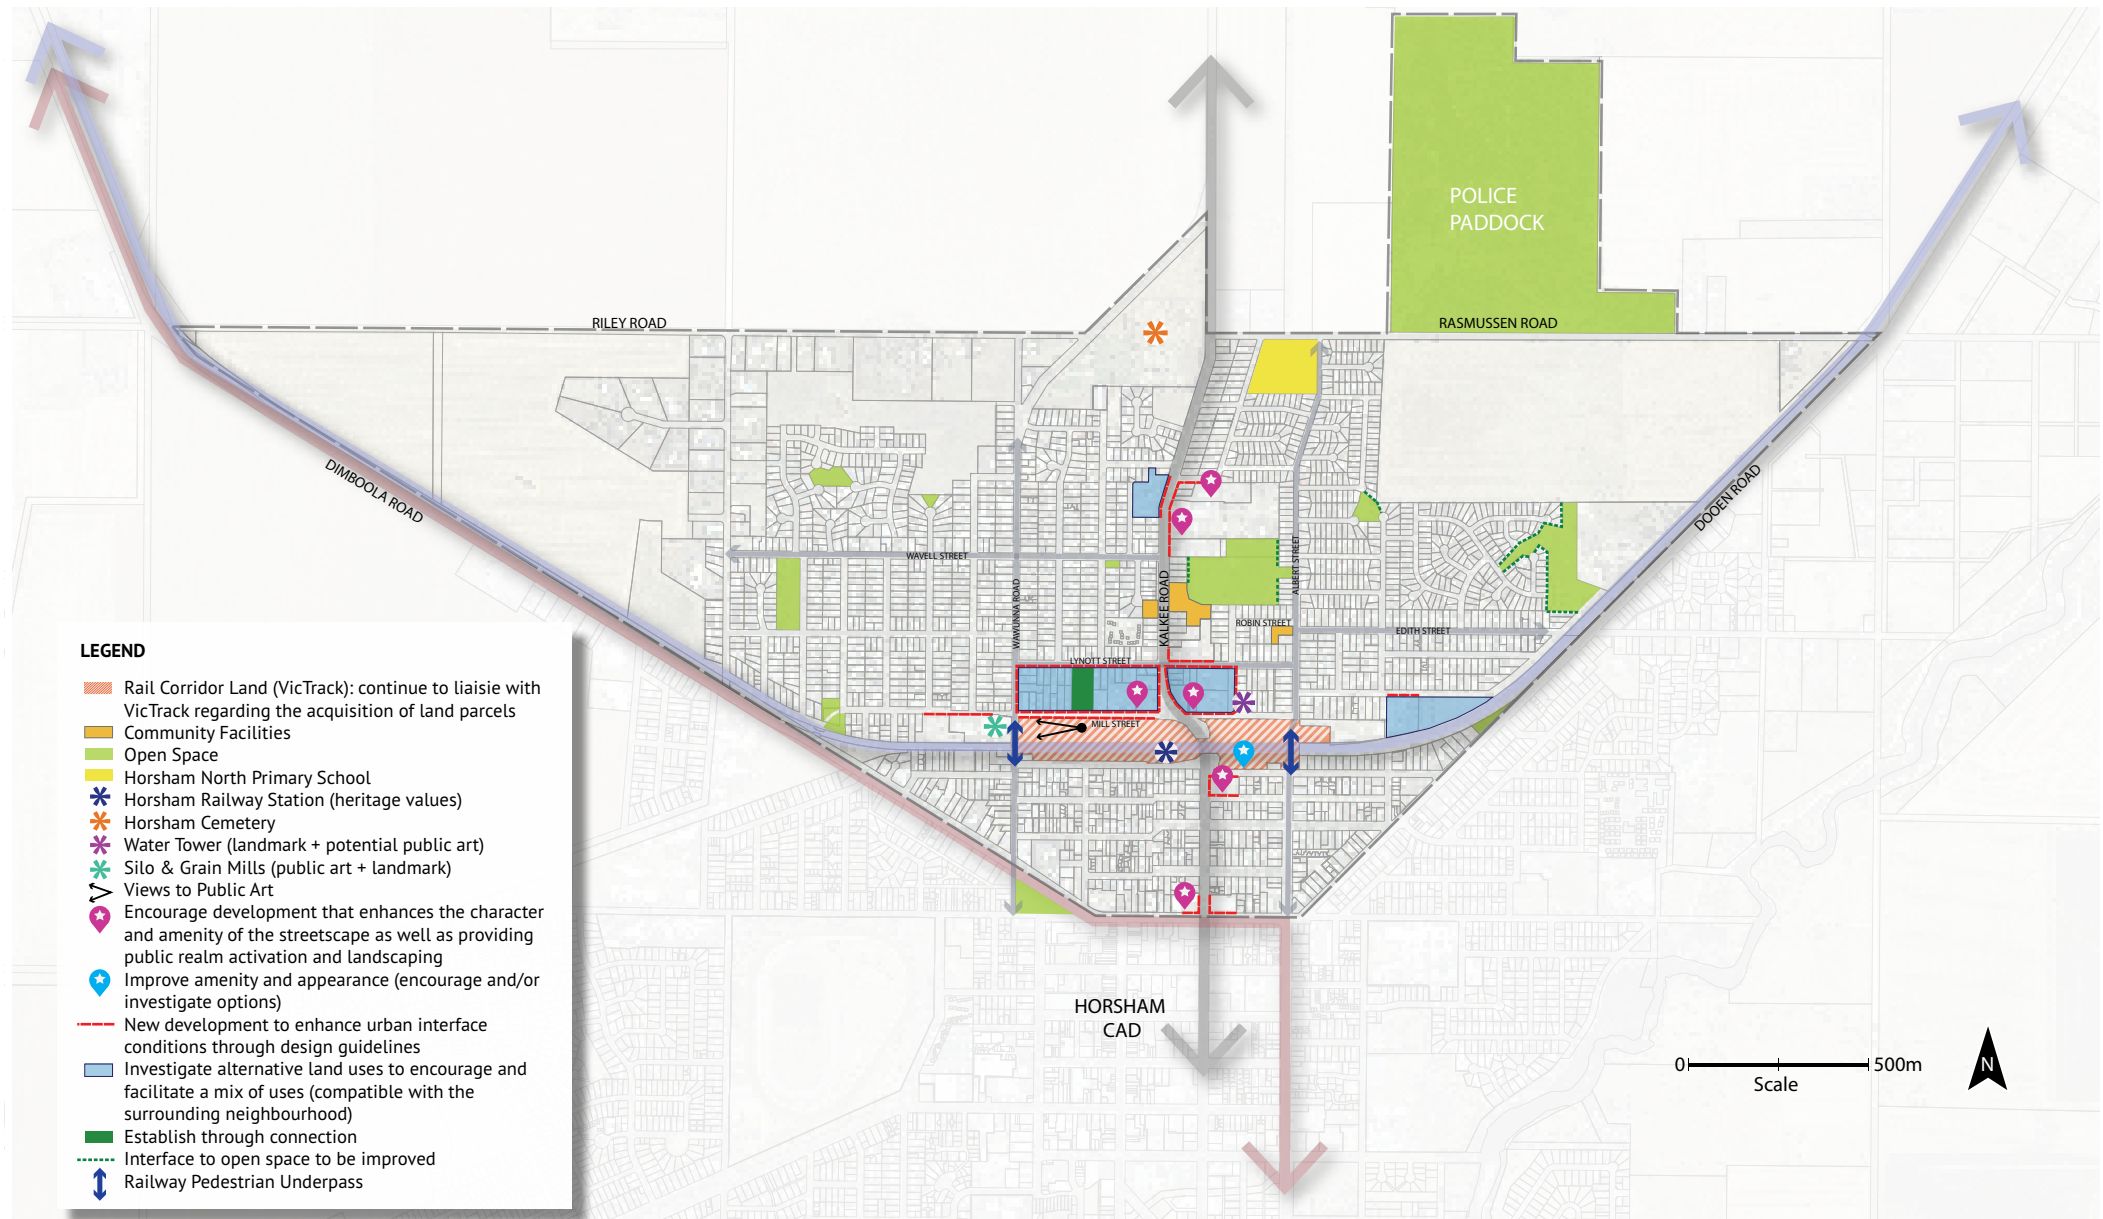 POLICE
PADDOCK
RILEY ROAD
RASMUSSEN ROAD
DIMBOOLA ROAD
DOOEN ROAD
WAVELL STREET
ALBERT STREET
WAWUNNA ROAD
KALKEE ROAD
ROBIN STREET
EDITH STREET
LYNOTT STREET
MILL STREET
HORSHAM
CAD
LEGEND
Rail Corridor Land (VicTrack): continue to liaisie with
VicTrack regarding the acquisition of land parcels
Community Facilities
Open Space
Horsham North Primary School
Horsham Railway Station (heritage values)
Horsham Cemetery
Water Tower (landmark + potential public art)
Silo & Grain Mills (public art + landmark)
Views to Public Art
Encourage development that enhances the character
and amenity of the streetscape as well as providing
public realm activation and landscaping
Improve amenity and appearance (encourage and/or
investigate options)
New development to enhance urban interface
conditions through design guidelines
Investigate alternative land uses to encourage and
facilitate a mix of uses (compatible with the
surrounding neighbourhood)
Establish through connection
Interface to open space to be improved
Railway Pedestrian Underpass
0 500m
Scale
N